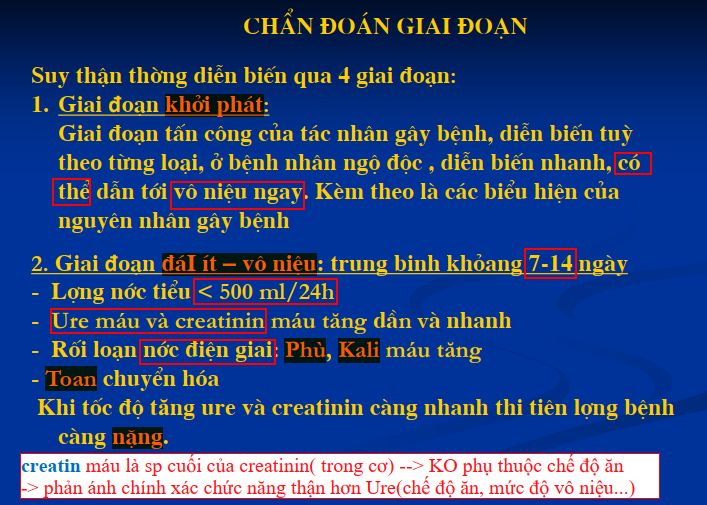 CHẨN ĐOÁN GIAI ĐOẠN
Suy thận thờng diễn biến qua 4 giai đoạn:
1. Giai đoạn khởi phát:
Giai đoạn tấn công của tác nhân gây bệnh, diễn biến tuỳ
theo từng loại, ở bệnh nhân ngộ độc , diễn biến nhanh, có
thể dẫn tới vô niệu ngay. Kèm theo là các biểu hiện của
nguyên nhân gây bệnh
2. Giai đoạn đáI ít – vô niệu: trung binh khoảng 7-14 ngày
- Lợng nớc tiểu < 500 ml/24h
- Ure máu và creatinin máu tăng dần và nhanh
- Rối loạn nớc điện giai: Phù, Kali máu tăng
- Toan chuyển hóa
Khi tốc độ tăng ure và creatinin càng nhanh thi tiên lợng bệnh
càng nặng.
creatin máu là sp cuối của creatinin( trong cơ) --> KO phụ thuộc chế độ ăn
-> phản ánh chính xác chức năng thận hơn Ure(chế độ ăn, mức độ vô niệu...)